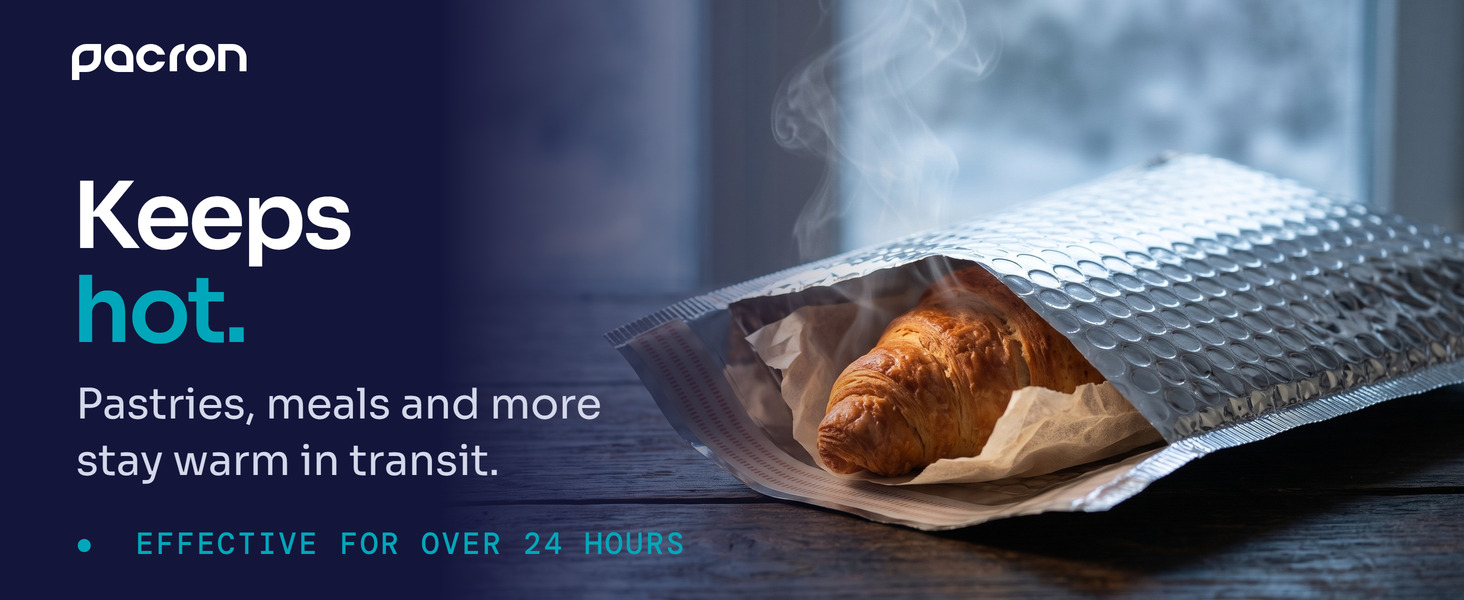 pacron
Keeps
hot.
Pastries, meals and more
stay warm in transit.
EFFECTIVE FOR OVER 24 HOURS